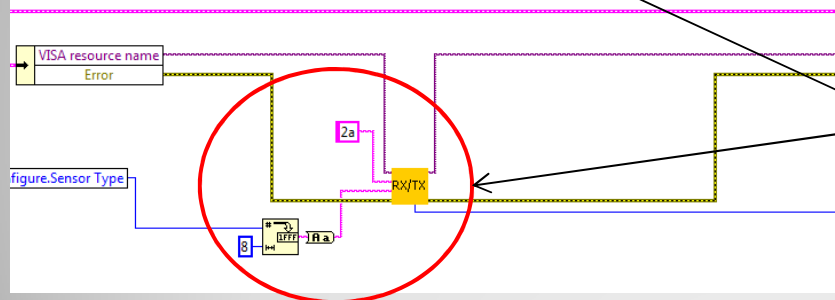 VISA resource name
Error
2a
RX/TX
figure.Sensor Type
#
1FFF
A a
8